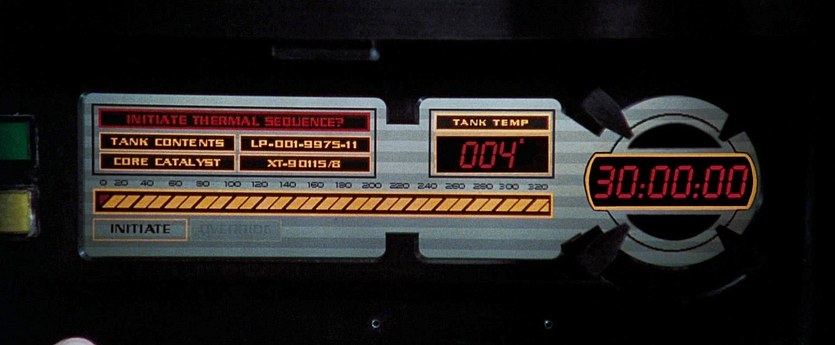 INITIATE THERMAL SEQUENCE?
TANK CONTENTS LP-001-9975-11
CORE CATALYST XT-90115/8
TANK TEMP
004°
30:00:00
0 20 40 60 80 100 120 140 160 180 200 220 240 260 280 300 320
INITIATE OVERRIDE